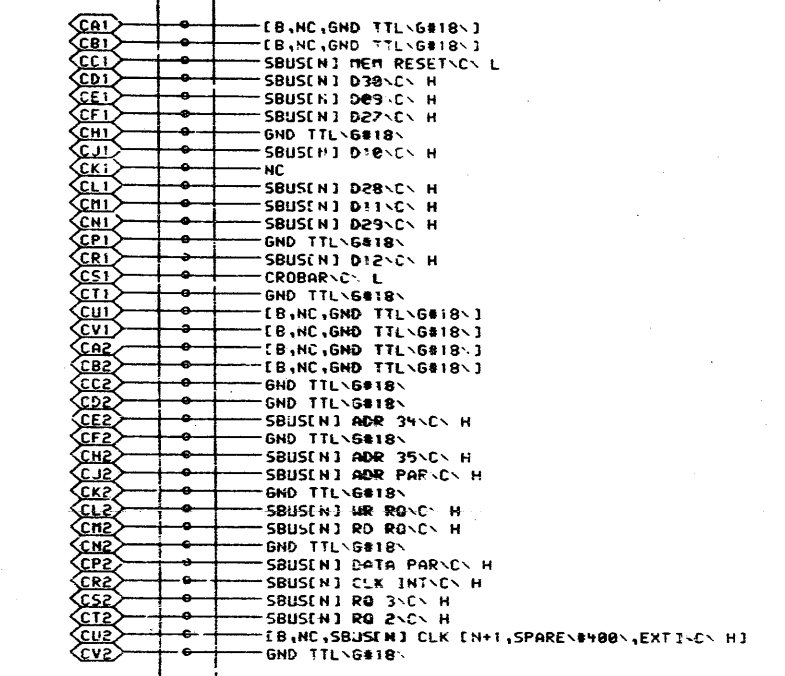 CA1 [B,NC,GND TTL\G#18\]
CB1 [B,NC,GND TTL\G#18\]
CC1 SBUS[N] MEM RESET\C\ L
CD1 SBUS[N] D30\C\ H
CE1 SBUS[N] D09\C\ H
CF1 SBUS[N] D27\C\ H
CH1 GND TTL\G#18\
CJ1 SBUS[N] D10\C\ H
CK1 NC
CL1 SBUS[N] D28\C\ H
CM1 SBUS[N] D11\C\ H
CN1 SBUS[N] D29\C\ H
CP1 GND TTL\G#18\
CR1 SBUS[N] D12\C\ H
CS1 CROBAR\C\ L
CT1 GND TTL\G#18\
CU1 [B,NC,GND TTL\G#18\]
CV1 [B,NC,GND TTL\G#18\]
CA2 [B,NC,GND TTL\G#18\]
CB2 [B,NC,GND TTL\G#18\]
CC2 GND TTL\G#18\
CD2 GND TTL\G#18\
CE2 SBUS[N] ADR 34\C\ H
CF2 GND TTL\G#18\
CH2 SBUS[N] ADR 35\C\ H
CJ2 SBUS[N] ADR PAR\C\ H
CK2 GND TTL\G#18\
CL2 SBUS[N] WR RQ\C\ H
CM2 SBUS[N] RD RQ\C\ H
CN2 GND TTL\G#18\
CP2 SBUS[N] DATA PAR\C\ H
CR2 SBUS[N] CLK INT\C\ H
CS2 SBUS[N] RQ 3\C\ H
CT2 SBUS[N] RQ 2\C\ H
CU2 [B,NC,SBUS[N] CLK [N+1,SPARE\#400\,EXT]\C\ H]
CV2 GND TTL\G#18\